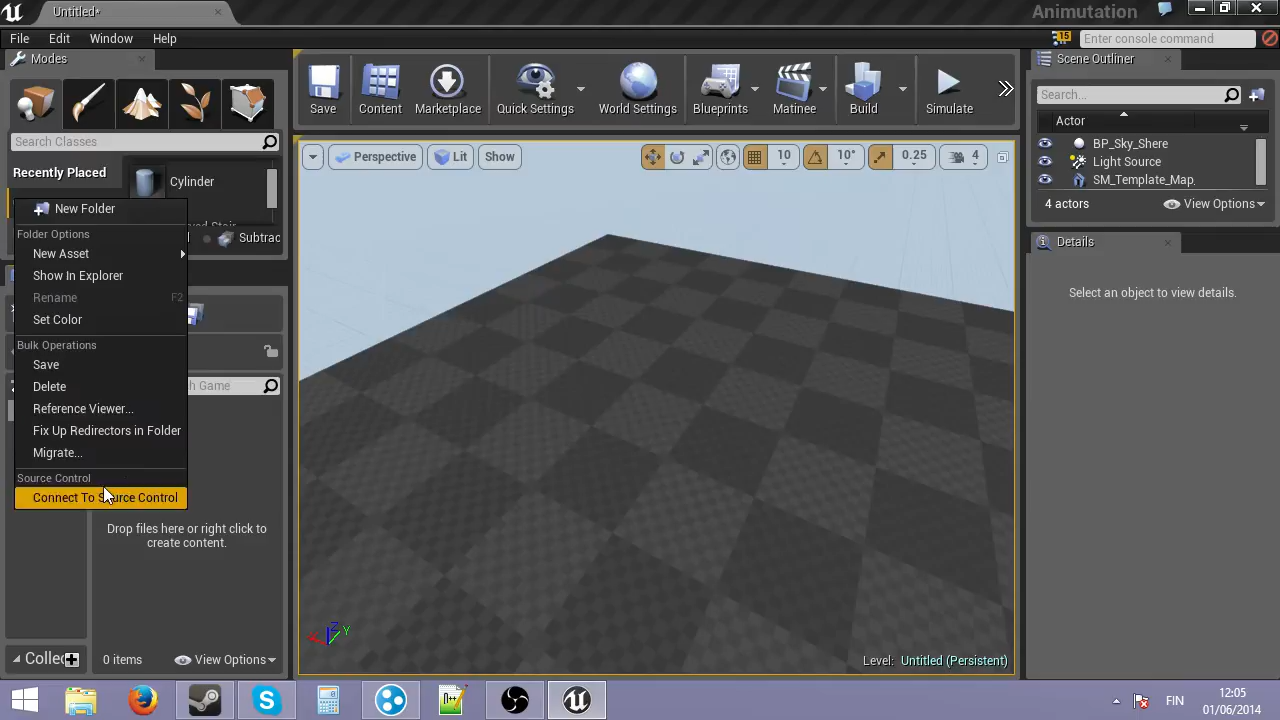 Untitled*
Animutation
File Edit Window Help
15
Enter console command
Modes
Search Classes
Recently Placed
Cylinder
Subtrac
New Folder
Folder Options
New Asset
Show In Explorer
Rename F2
Set Color
Bulk Operations
Save
Delete
Reference Viewer...
Fix Up Redirectors in Folder
Migrate...
Source Control
Connect To Source Control
h Game
Drop files here or right click to
create content.
Collec
0 items
View Options
Save
Content
Marketplace
Quick Settings
World Settings
Blueprints
Matinee
Build
Simulate
Perspective
Lit
Show
10
10°
0.25
4
X
Z
Y
Level: Untitled (Persistent)
Scene Outliner
Search...
Actor
BP_Sky_Shere
Light Source
SM_Template_Map_
4 actors
View Options
Details
Select an object to view details.
N++
FIN
12:05
01/06/2014